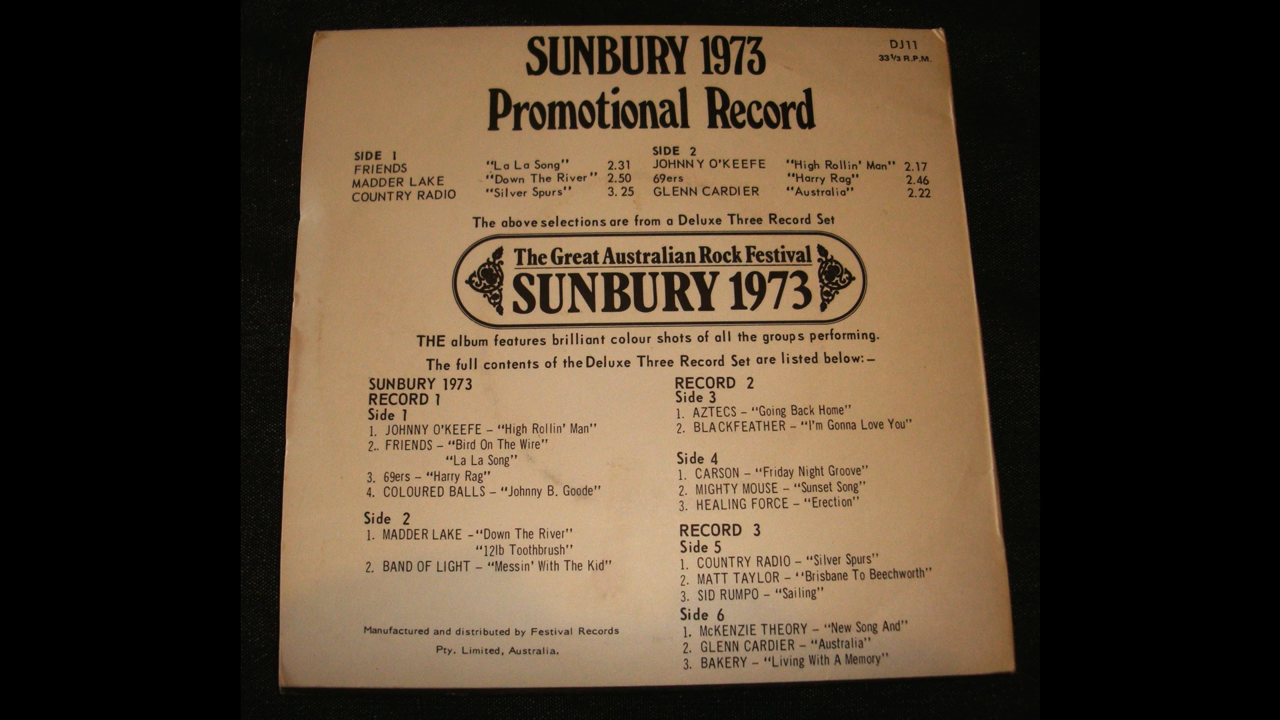 SUNBURY 1973
DJ11
33⅓ R.P.M.
Promotional Record
SIDE 1
FRIENDS "La La Song" 2.31
MADDER LAKE "Down The River" 2.50
COUNTRY RADIO "Silver Spurs" 3. 25
SIDE 2
JOHNNY O'KEEFE "High Rollin' Man" 2.17
69ers "Harry Rag" 2.46
GLENN CARDIER "Australia" 2.22
The above selections are from a Deluxe Three Record Set
The Great Australian Rock Festival
SUNBURY 1973
THE album features brilliant colour shots of all the groups performing.
The full contents of the Deluxe Three Record Set are listed below:–
SUNBURY 1973
RECORD 1
Side 1
1. JOHNNY O'KEEFE – "High Rollin' Man"
2.. FRIENDS – "Bird On The Wire"
"La La Song"
3. 69ers – "Harry Rag"
4. COLOURED BALLS – "Johnny B. Goode"
Side 2
1. MADDER LAKE – "Down The River"
"12lb Toothbrush"
2. BAND OF LIGHT – "Messin' With The Kid"
Manufactured and distributed by Festival Records
Pty. Limited, Australia.
RECORD 2
Side 3
1. AZTECS – "Going Back Home"
2. BLACKFEATHER – "I'm Gonna Love You"
Side 4
1. CARSON – "Friday Night Groove"
2. MIGHTY MOUSE – "Sunset Song"
3. HEALING FORCE – "Erection"
RECORD 3
Side 5
1. COUNTRY RADIO – "Silver Spurs"
2. MATT TAYLOR – "Brisbane To Beechworth"
3. SID RUMPO – "Sailing"
Side 6
1. McKENZIE THEORY – "New Song And"
2. GLENN CARDIER – "Australia"
3. BAKERY – "Living With A Memory"